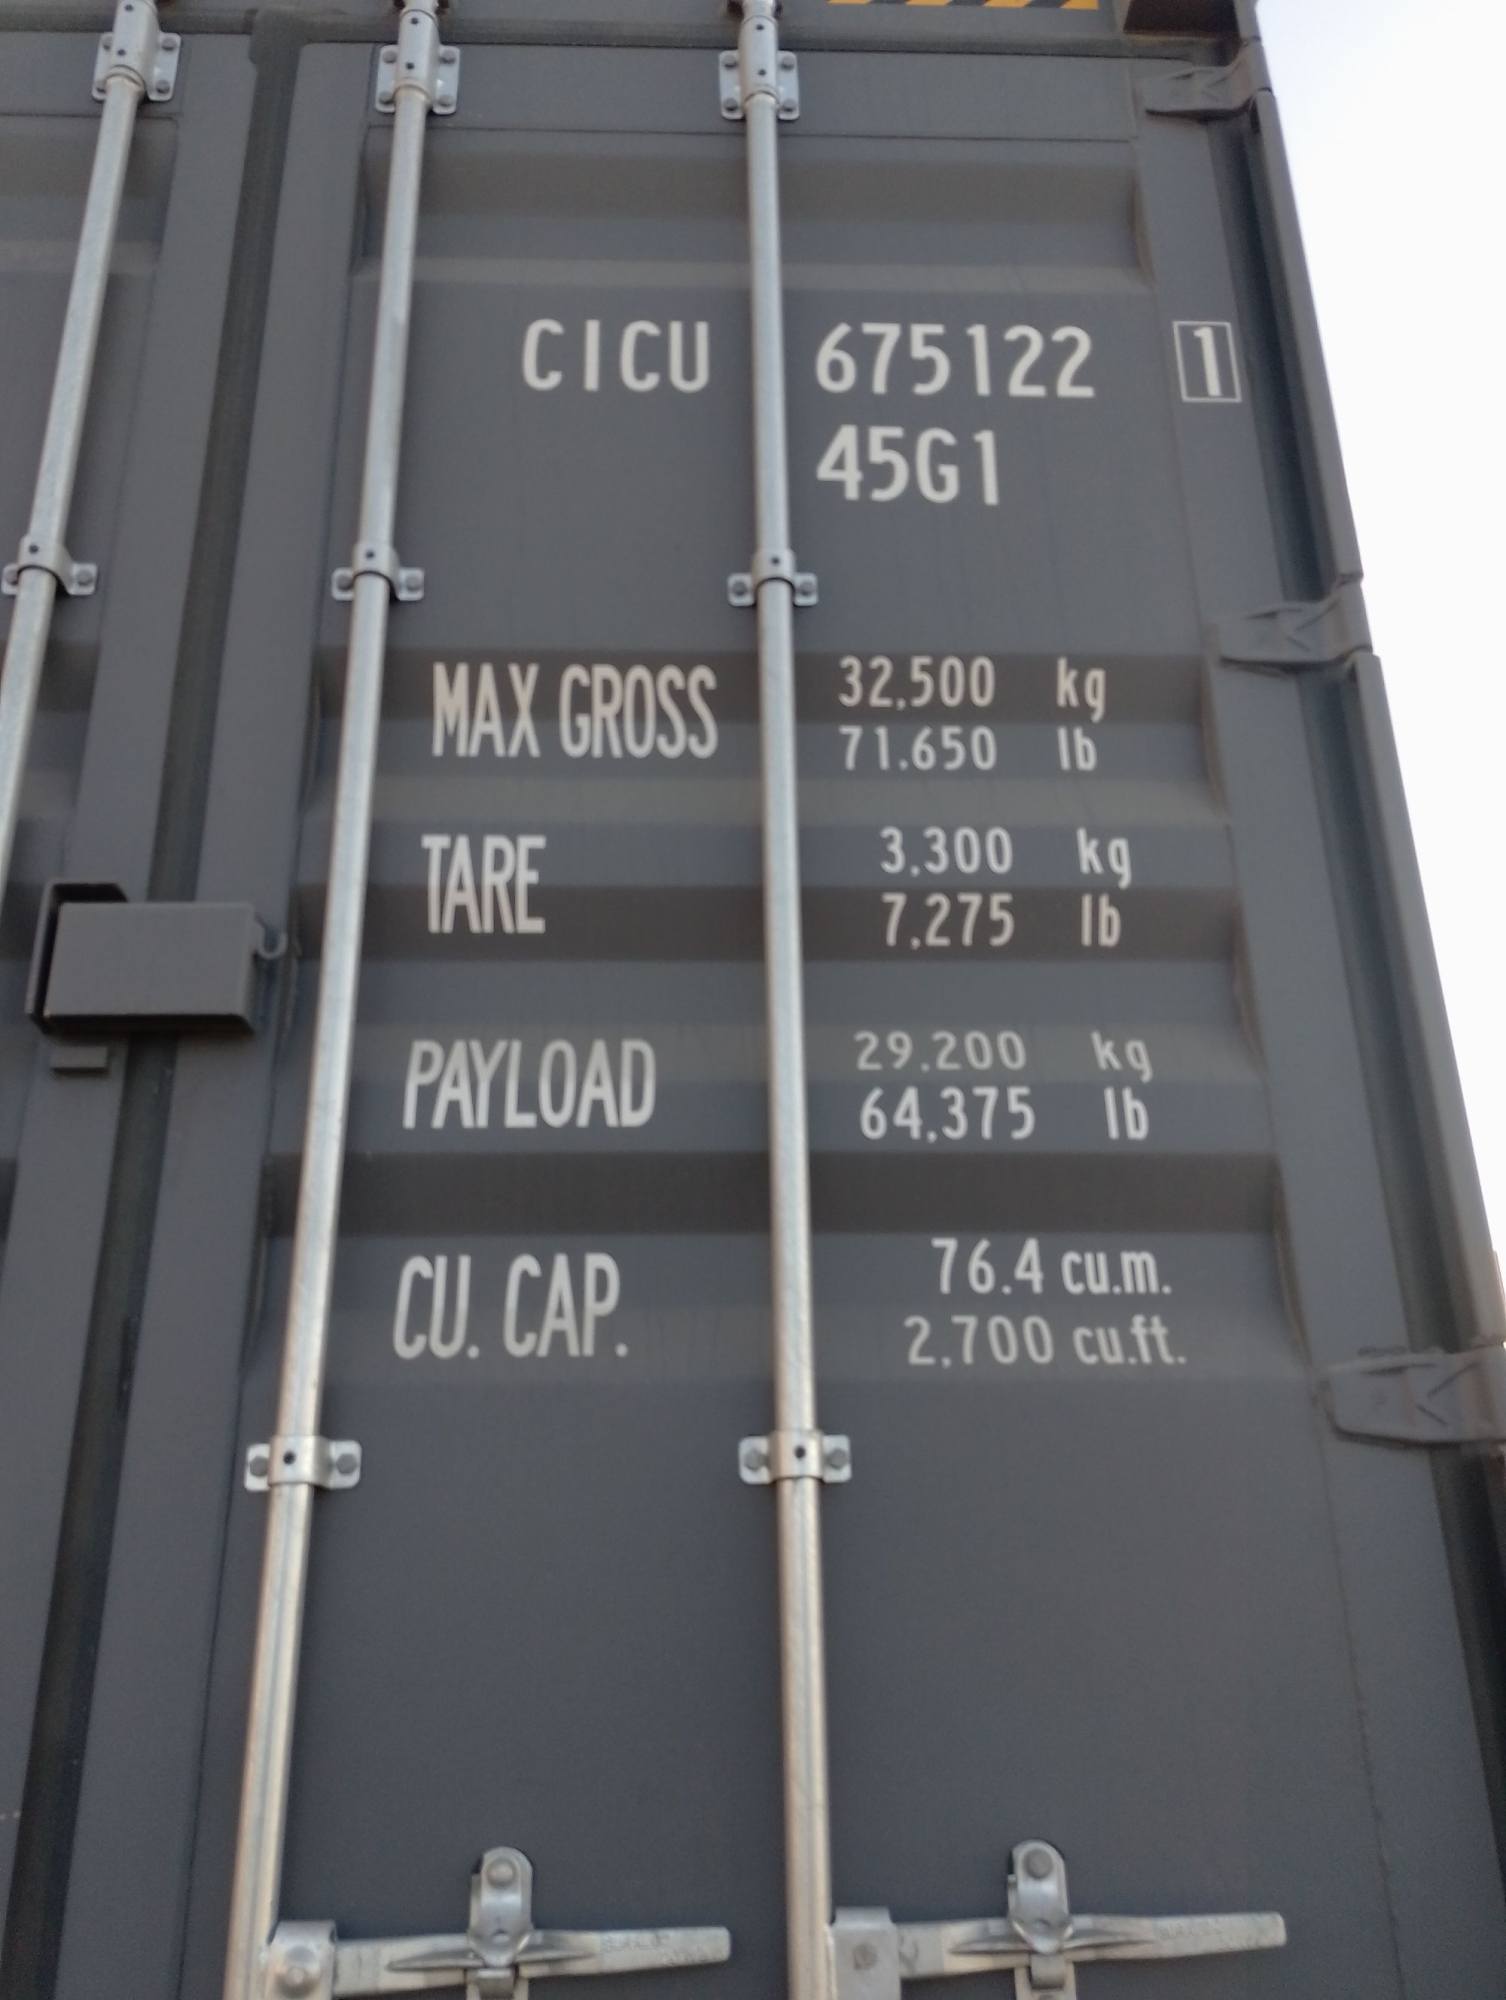 CICU 675122 1
45G1
MAX GROSS 32,500 kg
71.650 lb
TARE 3,300 kg
7,275 lb
PAYLOAD 29.200 kg
64,375 lb
CU. CAP. 76.4 cu.m.
2,700 cu.ft.